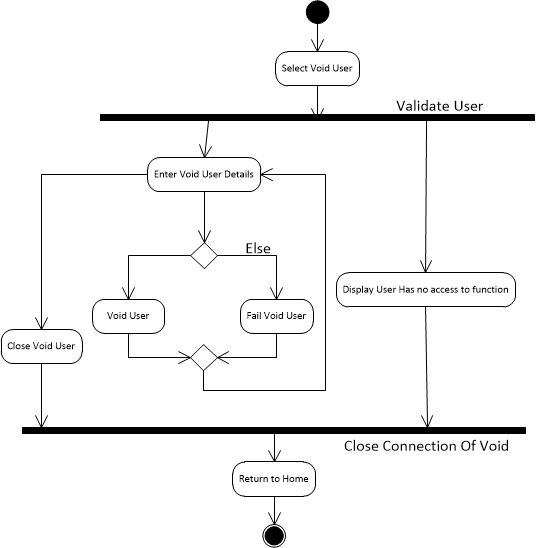 Select Void User
Validate User
Enter Void User Details
Else
Display User Has no access to function
Void User
Fail Void User
Close Void User
Close Connection Of Void
Return to Home